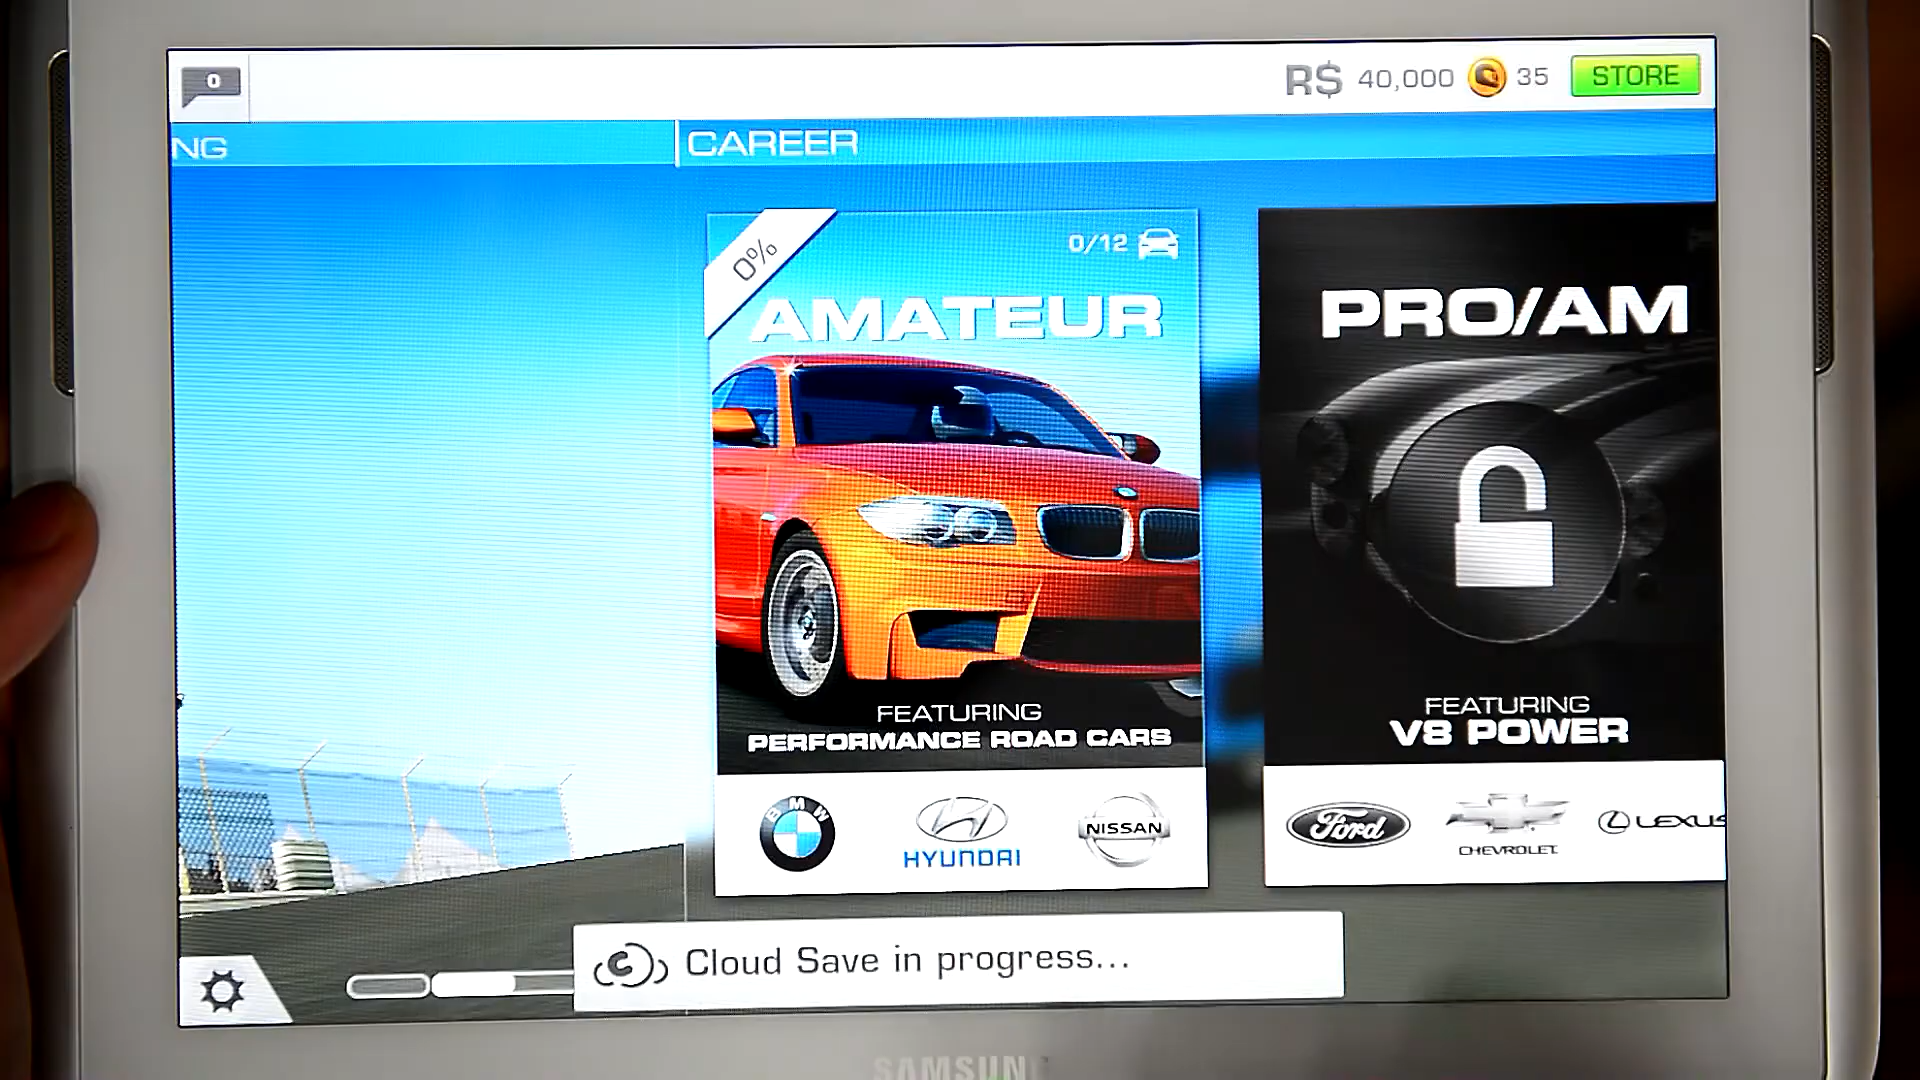 0
R$ 40,000
35
STORE
NG
CAREER
0%
0/12
AMATEUR
FEATURING
PERFORMANCE ROAD CARS
BMW
HYUNDAI
NISSAN
PRO/AM
FEATURING
V8 POWER
Ford
CHEVROLET
LEXUS
Cloud Save in progress...
SAMSUN